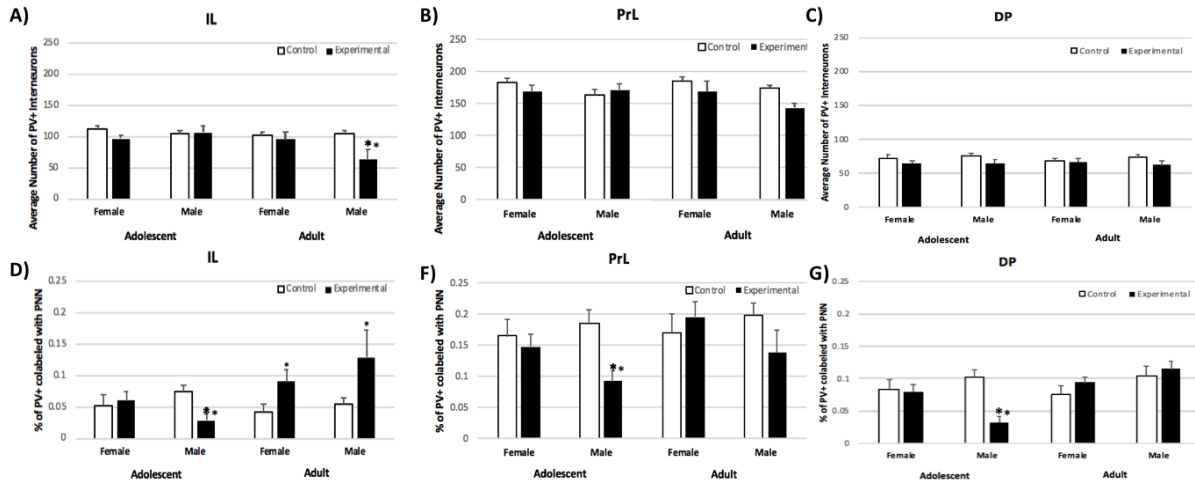 A)
IL
Average Number of PV+ Interneurons
250
200
150
100
50
0
Control Experimental
**
Female Male Female Male
Adolescent Adult
B)
PrL
Average Number of PV+ Interneurons
250
200
150
100
50
0
Control Experimental
Female Male Female Male
Adolescent Adult
C)
DP
Average Number of PV+ Interneurons
250
200
150
100
50
0
Control Experimental
Female Male Female Male
Adolescent Adult
D)
IL
% of PV+ colabeled with PNN
0.25
0.2
0.15
0.1
0.05
0
Control Experimental
** * *
Female Male Female Male
Adolescent Adult
F)
PrL
% of PV+ colabeled with PNN
0.25
0.2
0.15
0.1
0.05
0
Control Experimental
**
Female Male Female Male
Adolescent Adult
G)
DP
% of PV+ colabeled with PNN
0.25
0.2
0.15
0.1
0.05
0
Control Experimental
**
Female Male Female Male
Adolescent Adult